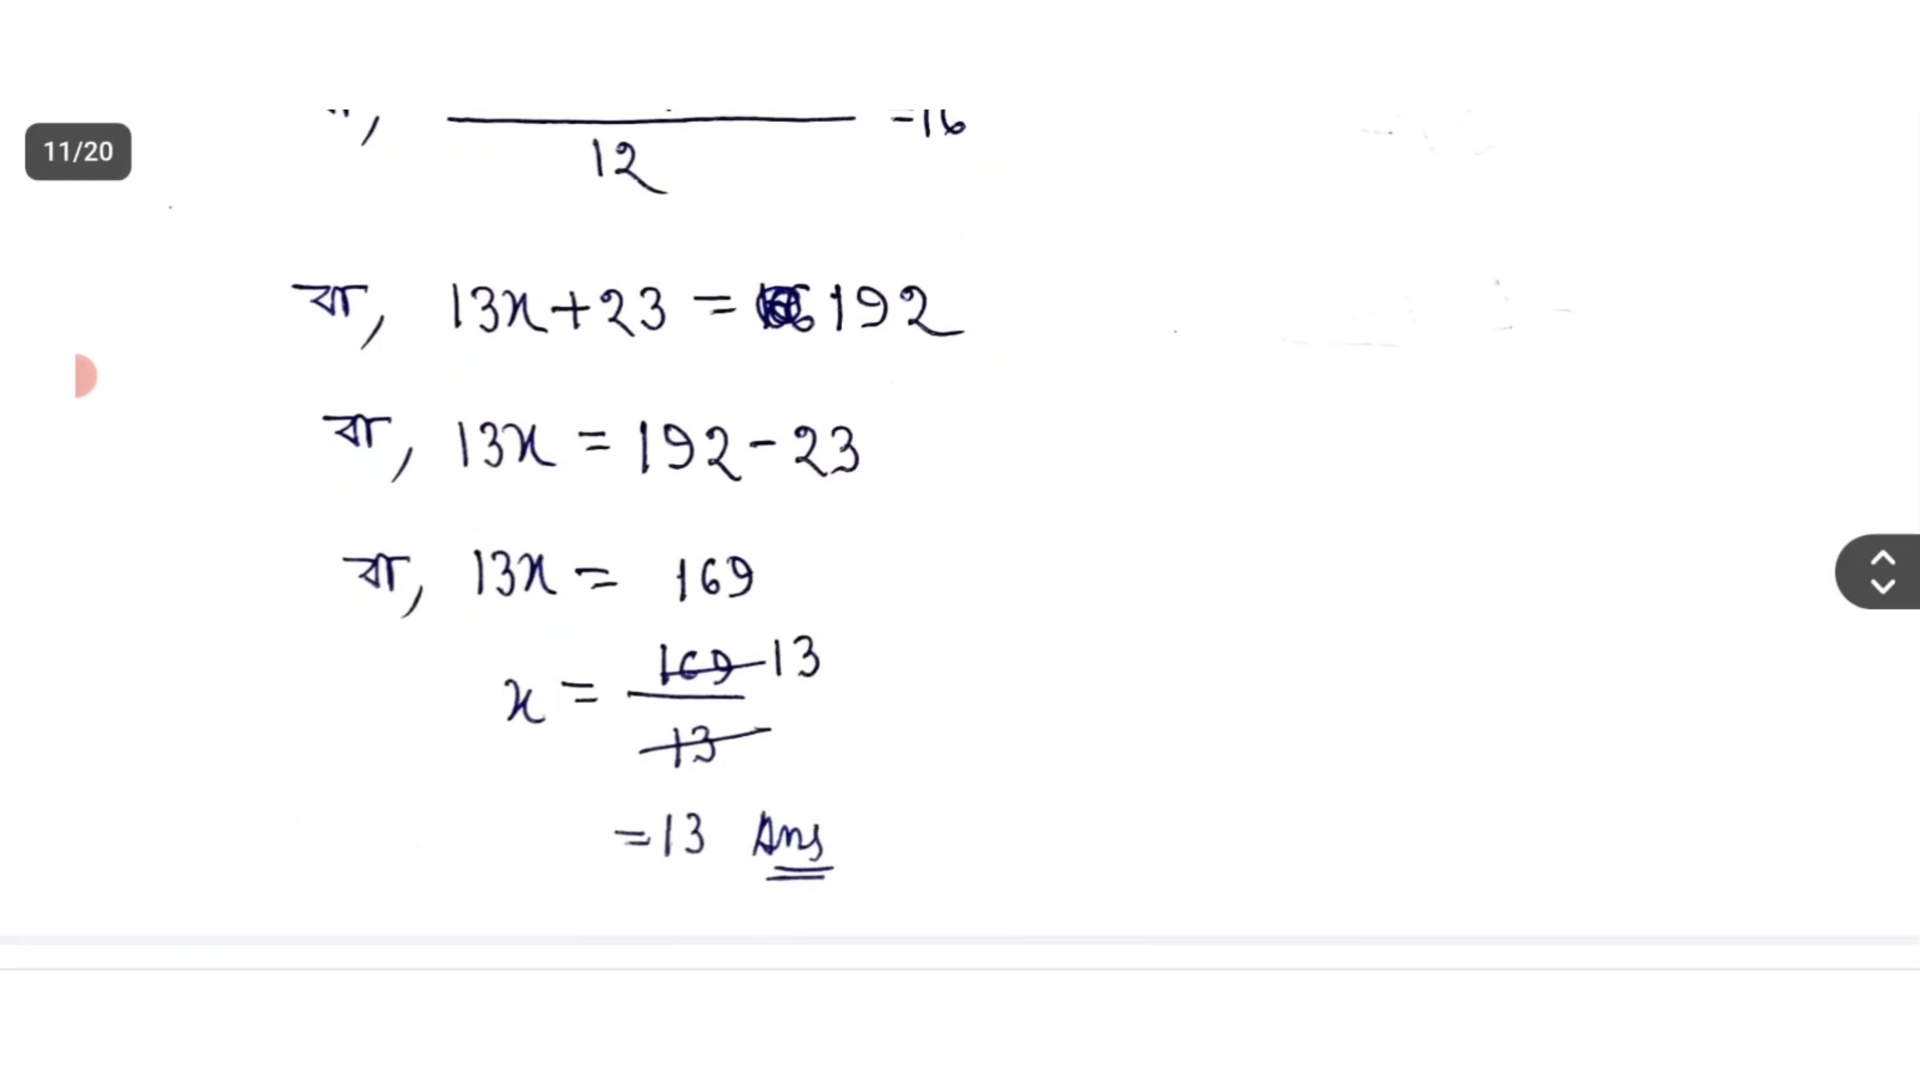 11/20
= 16
12
বা, 13x + 23 = 192
বা, 13x = 192 - 23
বা, 13x = 169
x = 169 13
13
= 13 Ans